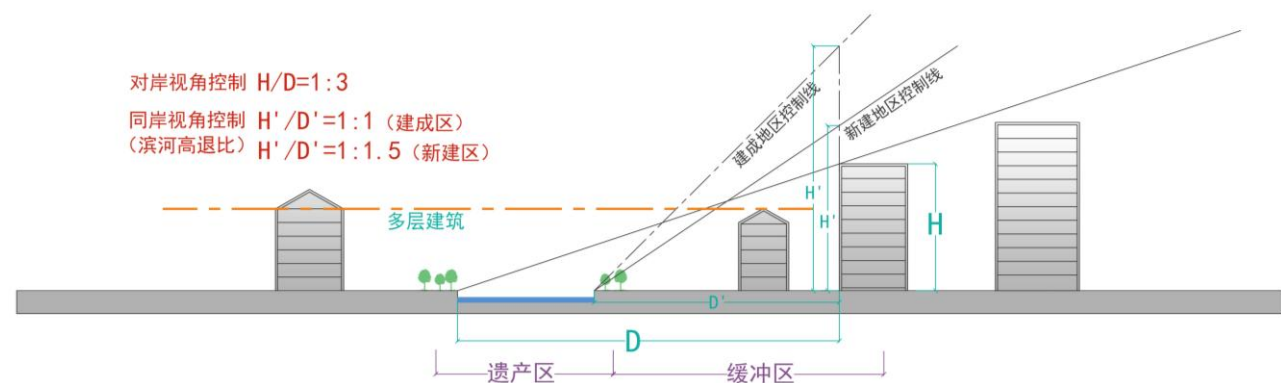 对岸视角控制 H/D=1:3
同岸视角控制 H'/D'=1:1(建成区)
(滨河高退比) H'/D'=1:1.5(新建区)
建成地区控制线
新建地区控制线
多层建筑
H'
H'
H
D'
D
遗产区
缓冲区